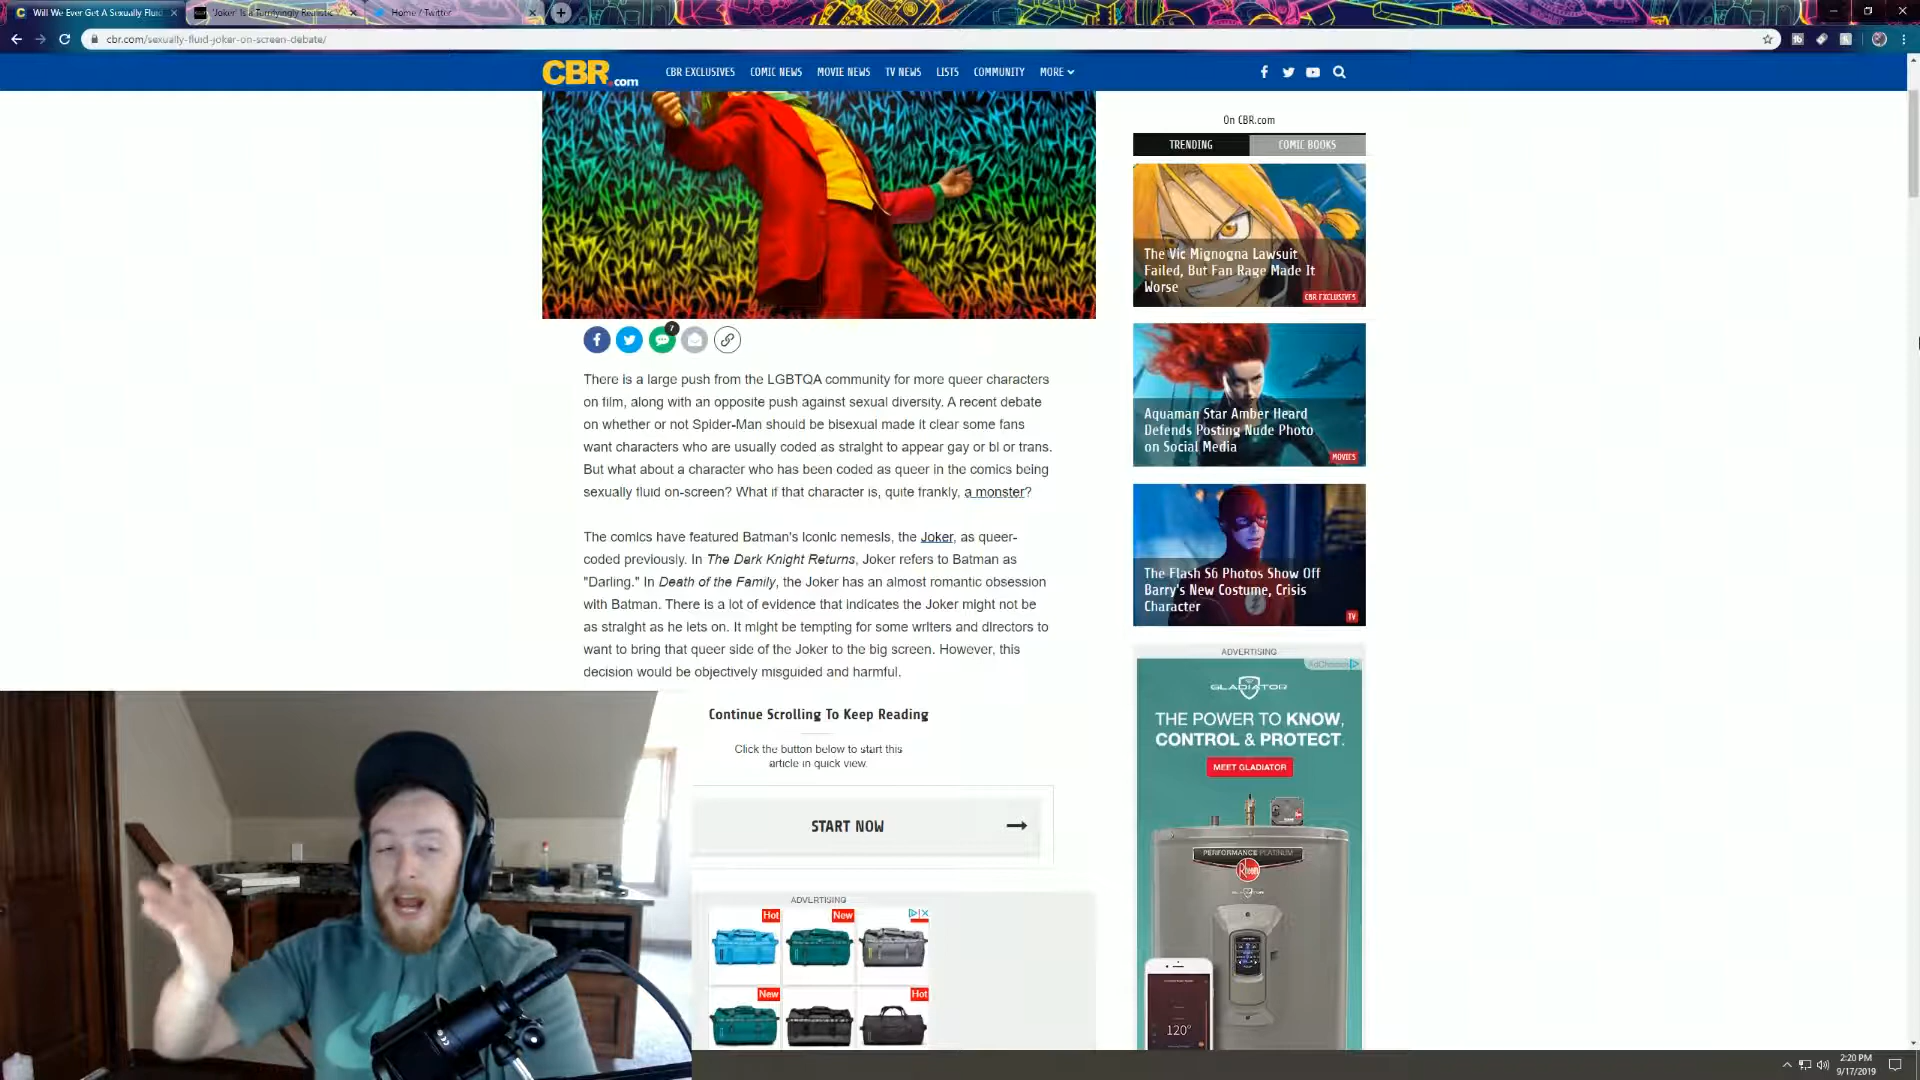 Will We Ever Get A Sexually Fluid
'Joker' Is a Terrifyingly Realistic
Home / Twitter
cbr.com/sexually-fluid-joker-on-screen-debate/
CBR.com
CBR EXCLUSIVES
COMIC NEWS
MOVIE NEWS
TV NEWS
LISTS
COMMUNITY
MORE
On CBR.com
TRENDING
COMIC BOOKS
The Vic Mignogna Lawsuit
Failed, But Fan Rage Made It
Worse
CBR EXCLUSIVES
7
There is a large push from the LGBTQA community for more queer characters
on film, along with an opposite push against sexual diversity. A recent debate
on whether or not Spider-Man should be bisexual made it clear some fans
want characters who are usually coded as straight to appear gay or bi or trans.
But what about a character who has been coded as queer in the comics being
sexually fluid on-screen? What if that character is, quite frankly, a monster?
Aquaman Star Amber Heard
Defends Posting Nude Photo
on Social Media
MOVIES
The comics have featured Batman's iconic nemesis, the Joker, as queer-
coded previously. In The Dark Knight Returns, Joker refers to Batman as
"Darling." In Death of the Family, the Joker has an almost romantic obsession
with Batman. There is a lot of evidence that indicates the Joker might not be
as straight as he lets on. It might be tempting for some writers and directors to
want to bring that queer side of the Joker to the big screen. However, this
decision would be objectively misguided and harmful.
The Flash S6 Photos Show Off
Barry's New Costume, Crisis
Character
TV
ADVERTISING
AdChoices
GLADIATOR
THE POWER TO KNOW,
CONTROL & PROTECT.
MEET GLADIATOR
PERFORMANCE PLATINUM
Rheem
120°
Continue Scrolling To Keep Reading
Click the button below to start this
article in quick view.
START NOW
ADVERTISING
Hot
New
New
Hot
2:20 PM
9/17/2019